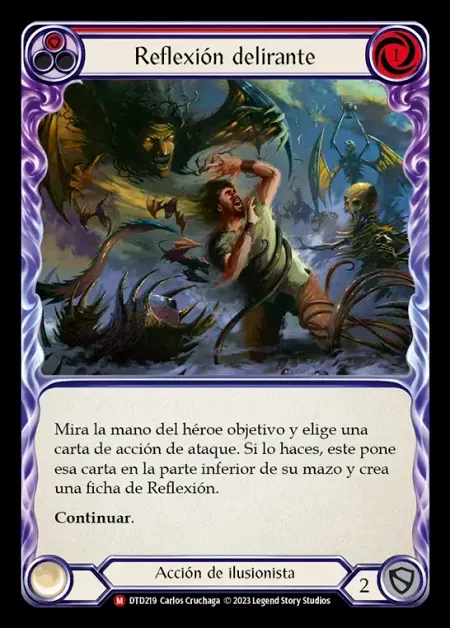 Reflexión delirante
1
Mira la mano del héroe objetivo y elige una
carta de acción de ataque. Si lo haces, este pone
esa carta en la parte inferior de su mazo y crea
una ficha de Reflexión.
Continuar.
Acción de ilusionista
2
M DTD219 Carlos Cruchaga © 2023 Legend Story Studios